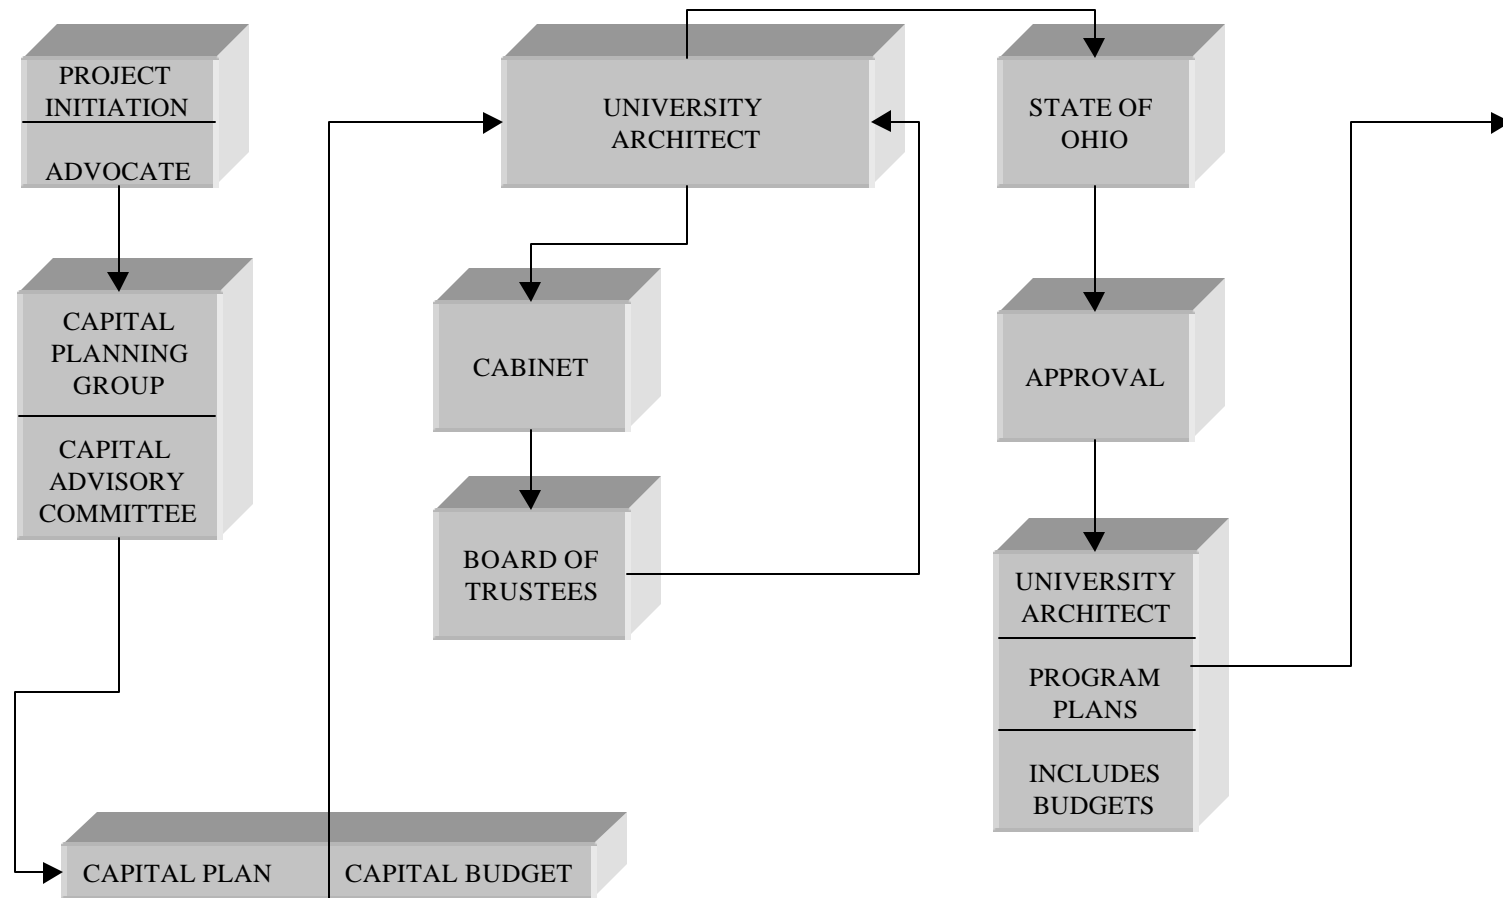 PROJECT
INITIATION
ADVOCATE
CAPITAL
PLANNING
GROUP
CAPITAL
ADVISORY
COMMITTEE
CAPITAL PLAN
CAPITAL BUDGET
UNIVERSITY
ARCHITECT
CABINET
BOARD OF
TRUSTEES
STATE OF
OHIO
APPROVAL
UNIVERSITY
ARCHITECT
PROGRAM
PLANS
INCLUDES
BUDGETS